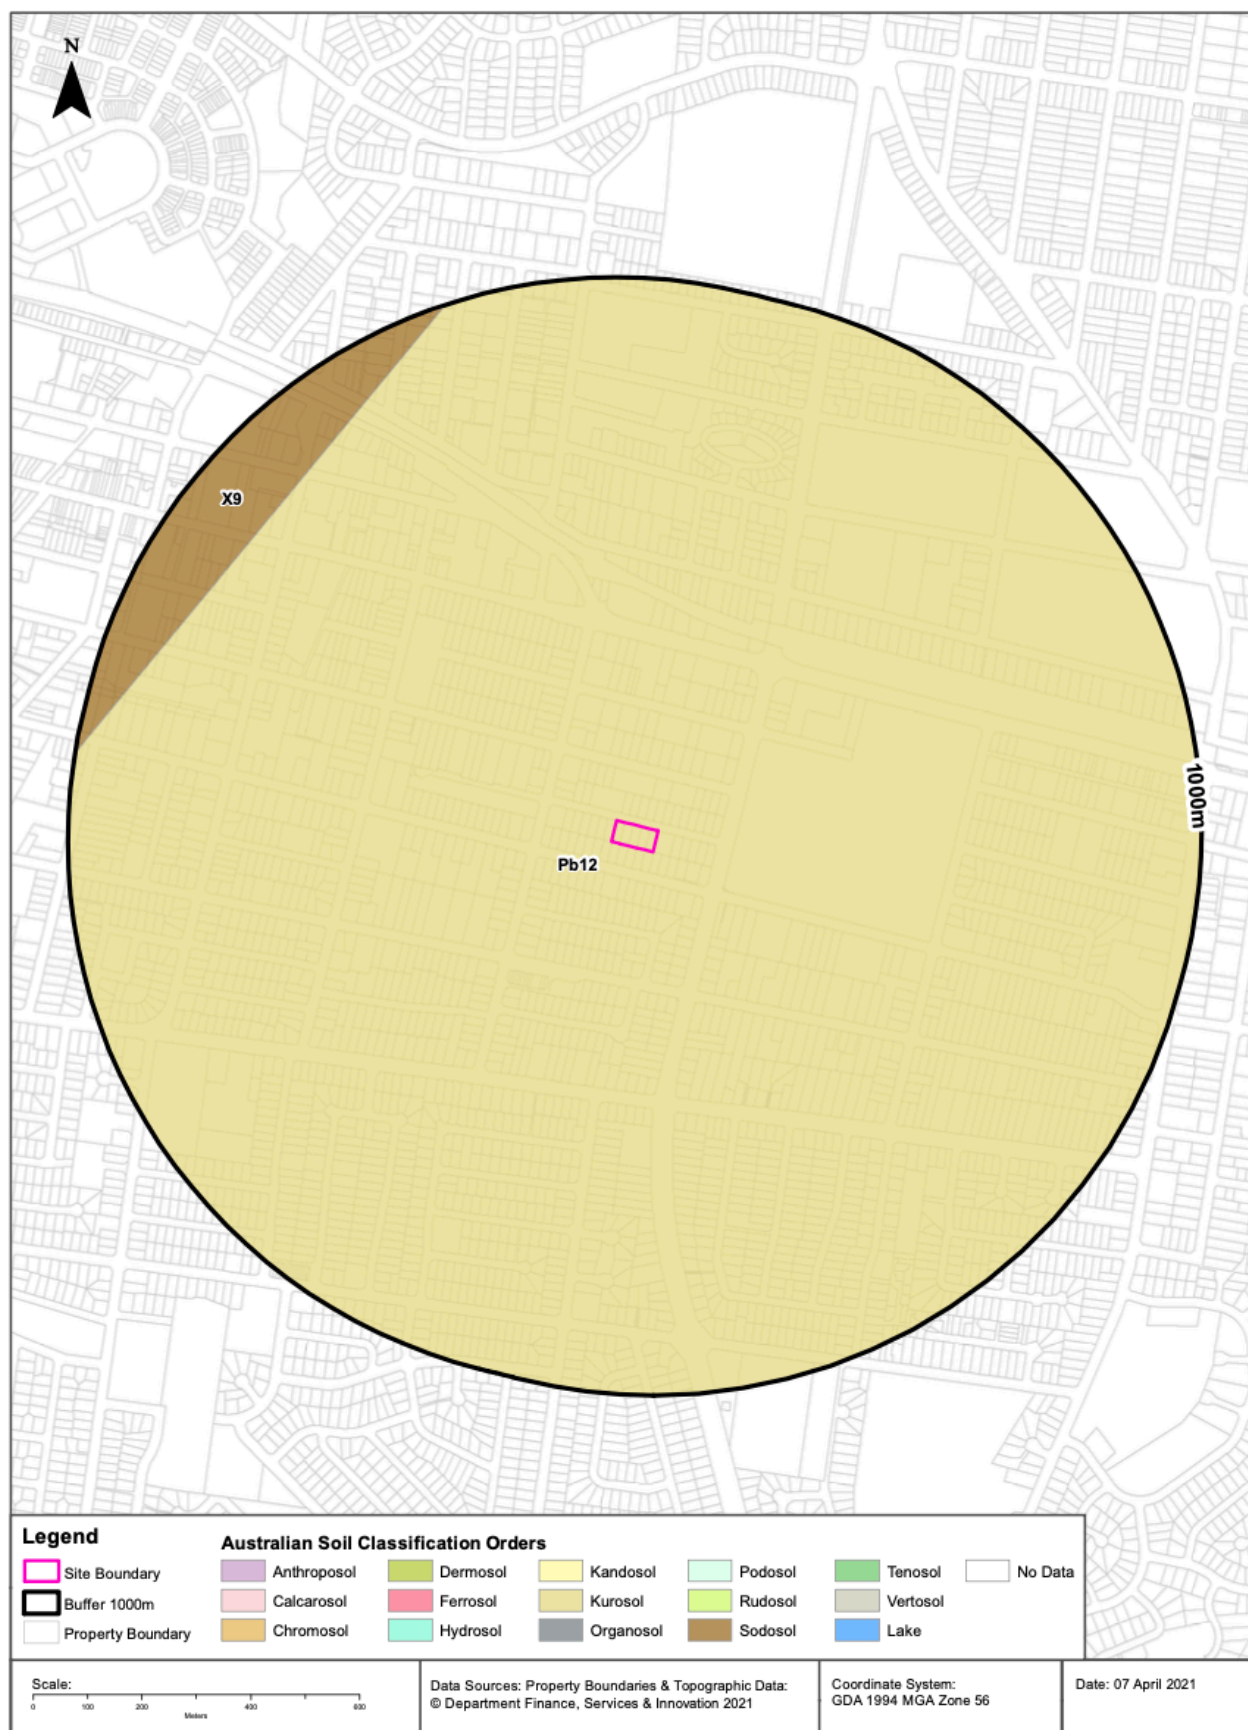 N
X9
1000m
Pb12
Legend
Site Boundary
Buffer 1000m
Property Boundary
Australian Soil Classification Orders
Anthroposol
Dermosol
Kandosol
Podosol
Tenosol
No Data
Calcarosol
Ferrosol
Kurosol
Rudosol
Vertosol
Chromosol
Hydrosol
Organosol
Sodosol
Lake
Scale:
0 100 200 400 600
Meters
Data Sources: Property Boundaries & Topographic Data:
© Department Finance, Services & Innovation 2021
Coordinate System:
GDA 1994 MGA Zone 56
Date: 07 April 2021